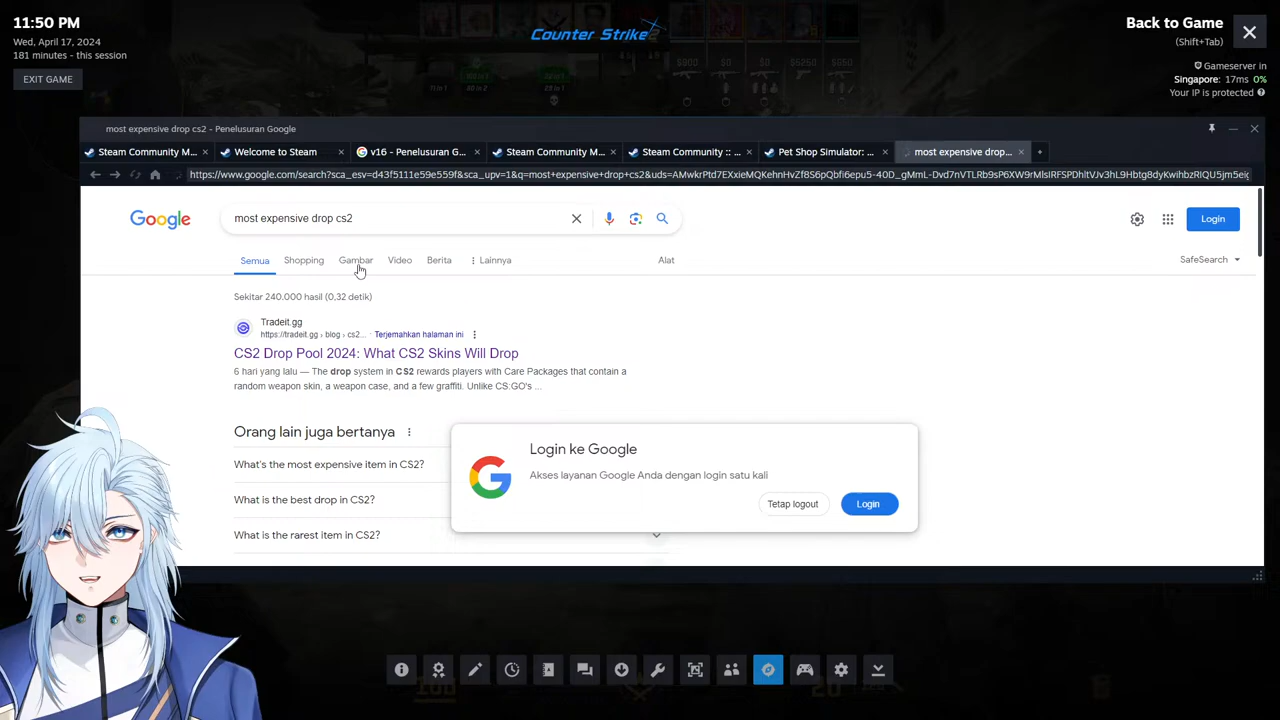 11:50 PM
Wed, April 17, 2024
181 minutes - this session
EXIT GAME
Counter Strike
Back to Game
(Shift+Tab)
Gameserver in
Singapore: 17ms 0%
Your IP is protected
most expensive drop cs2 - Penelusuran Google
Steam Community M... Welcome to Steam v16 - Penelusuran G... Steam Community M... Steam Community :: ... Pet Shop Simulator: ... most expensive drop...
Google
most expensive drop cs2
Login
Semua Shopping Gambar Video Berita Lainnya Alat SafeSearch
Sekitar 240.000 hasil (0,32 detik)
Tradeit.gg
https://tradeit.gg › blog › cs2... · Terjemahkan halaman ini
CS2 Drop Pool 2024: What CS2 Skins Will Drop
6 hari yang lalu — The drop system in CS2 rewards players with Care Packages that contain a
random weapon skin, a weapon case, and a few graffiti. Unlike CS:GO's ...
Orang lain juga bertanya
What's the most expensive item in CS2?
What is the best drop in CS2?
What is the rarest item in CS2?
Login ke Google
Akses layanan Google Anda dengan login satu kali
Tetap logout Login